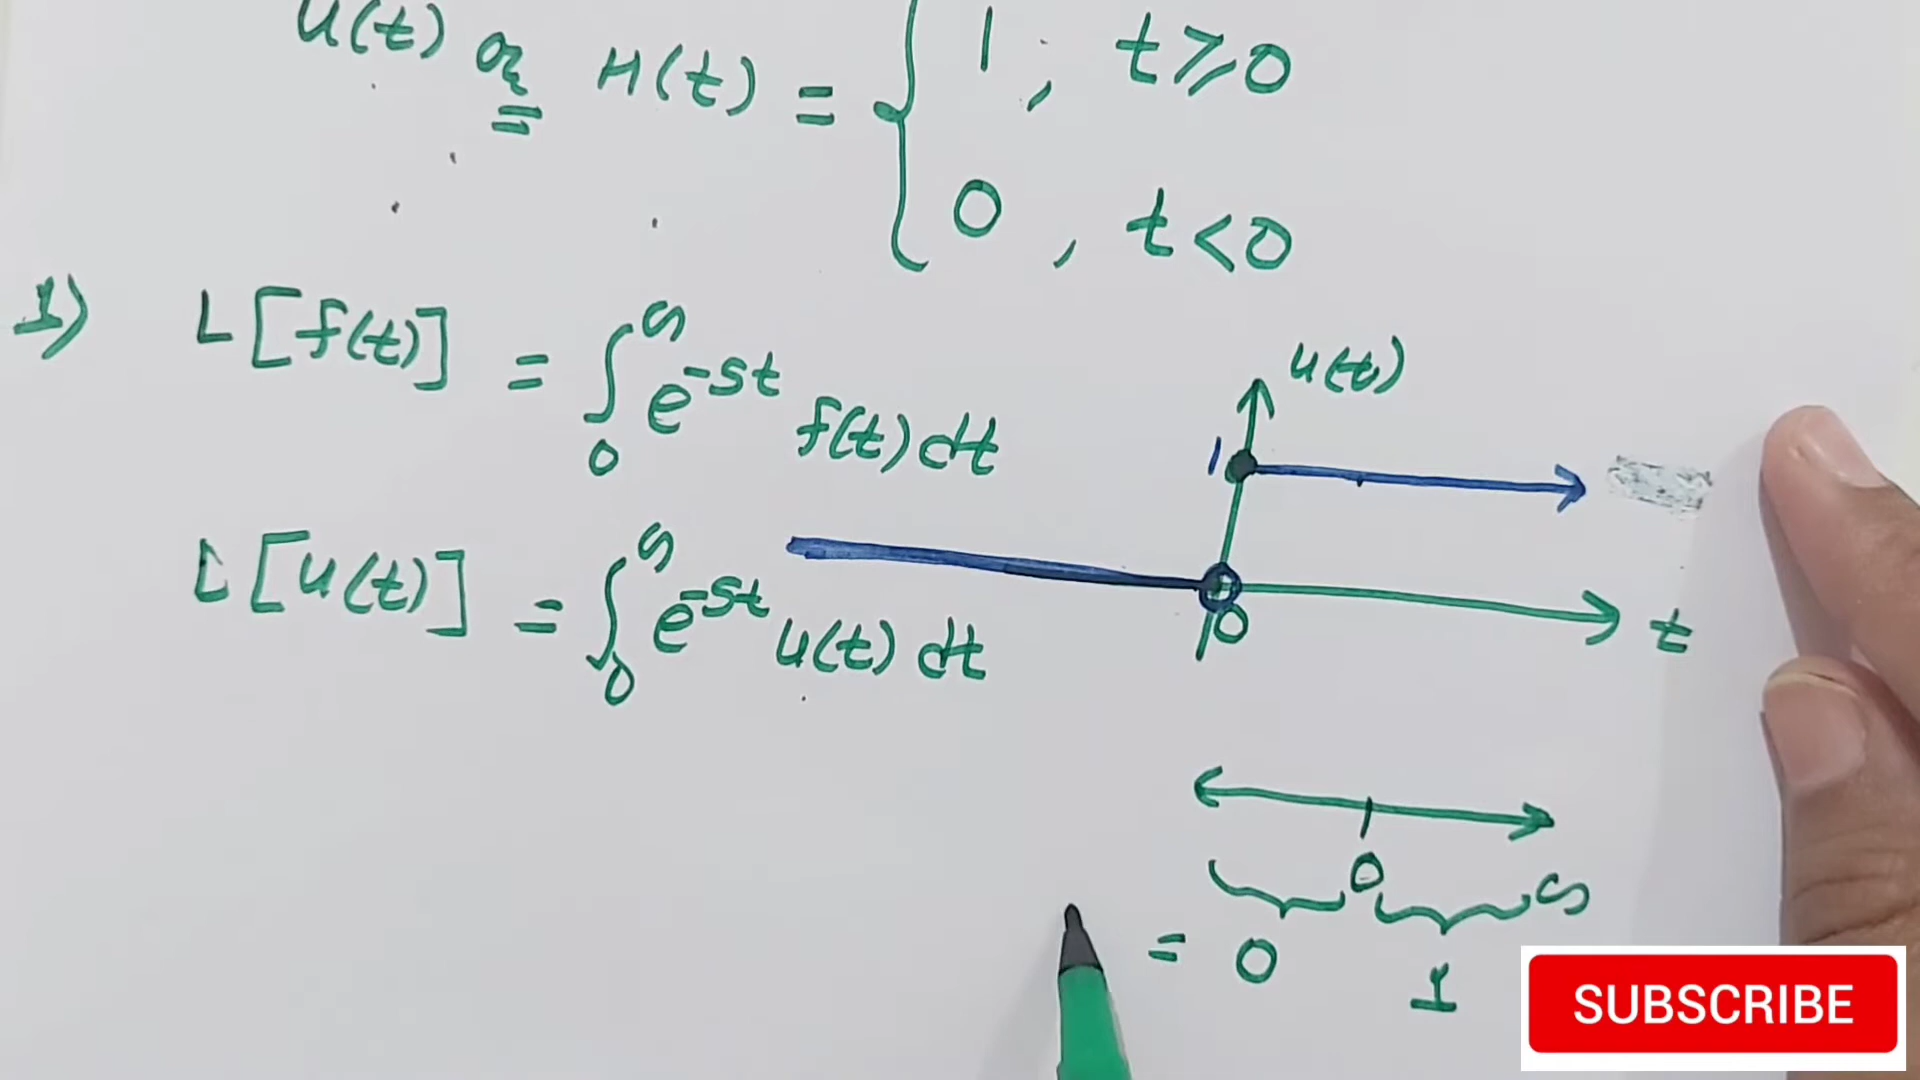 u(t) or H(t) = { 1 , t ⩾ 0
0 , t < 0
1) L[f(t)] = ∫₀^∞ e^-st f(t) dt
L[u(t)] = ∫₀^∞ e^-st u(t) dt
u(t)
1
0
t
0 ∞
= 0 1
SUBSCRIBE